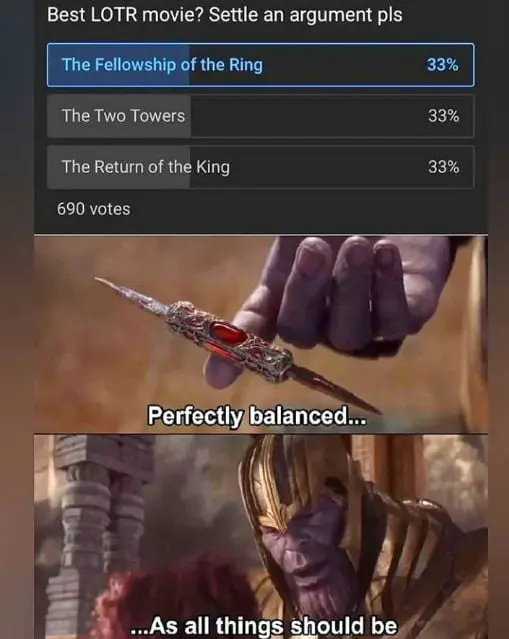 Best LOTR movie? Settle an argument pls
The Fellowship of the Ring 33%
The Two Towers 33%
The Return of the King 33%
690 votes
Perfectly balanced...
...As all things should be